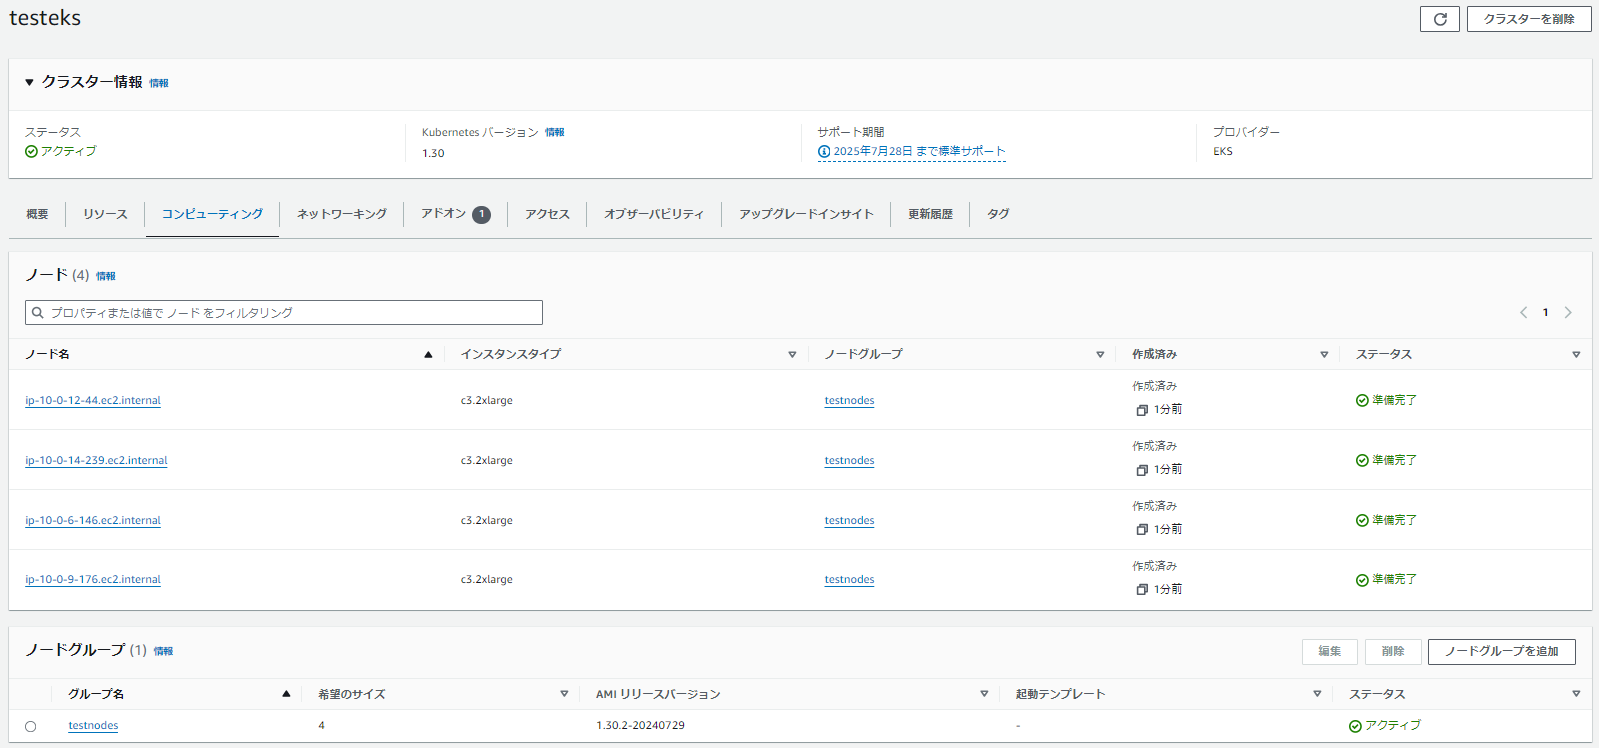 testeks
クラスターを削除
クラスター情報 情報
ステータス
アクティブ
Kubernetes バージョン 情報
1.30
サポート期間
2025年7月28日 まで標準サポート
プロバイダー
EKS
概要 リソース コンピューティング ネットワーキング アドオン 1 アクセス オブザーバビリティ アップグレードインサイト 更新履歴 タグ
ノード (4) 情報
プロパティまたは値で ノード をフィルタリング
1
ノード名 インスタンスタイプ ノードグループ 作成済み ステータス
ip-10-0-12-44.ec2.internal c3.2xlarge testnodes 作成済み 1分前 準備完了
ip-10-0-14-239.ec2.internal c3.2xlarge testnodes 作成済み 1分前 準備完了
ip-10-0-6-146.ec2.internal c3.2xlarge testnodes 作成済み 1分前 準備完了
ip-10-0-9-176.ec2.internal c3.2xlarge testnodes 作成済み 1分前 準備完了
ノードグループ (1) 情報
編集 削除 ノードグループを追加
グループ名 希望のサイズ AMI リリースバージョン 起動テンプレート ステータス
testnodes 4 1.30.2-20240729 - アクティブ